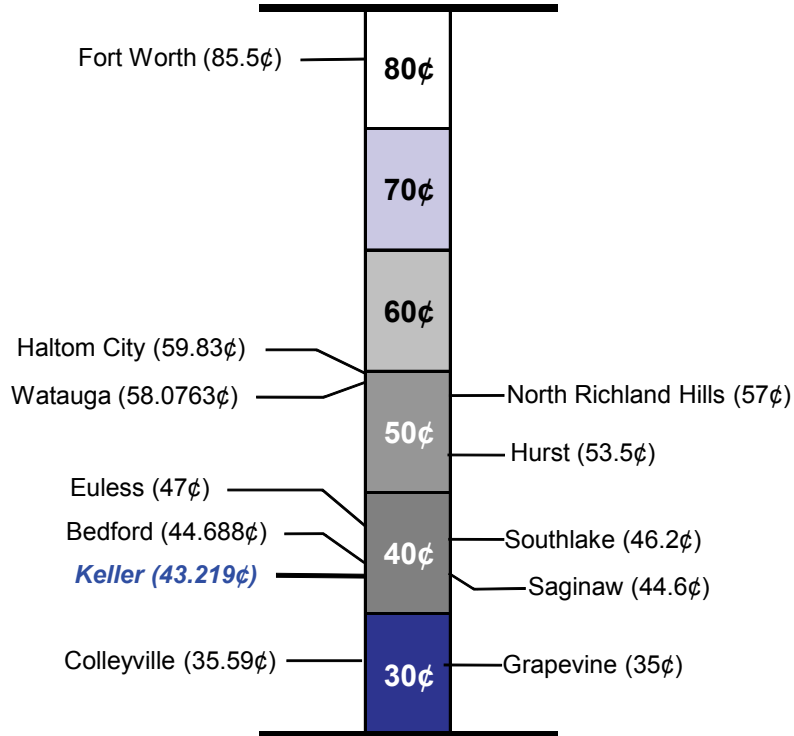 Fort Worth (85.5¢)
80¢
70¢
60¢
Haltom City (59.83¢)
Watauga (58.0763¢)
North Richland Hills (57¢)
50¢
Hurst (53.5¢)
Euless (47¢)
Bedford (44.688¢)
Southlake (46.2¢)
40¢
Keller (43.219¢)
Saginaw (44.6¢)
Colleyville (35.59¢)
Grapevine (35¢)
30¢